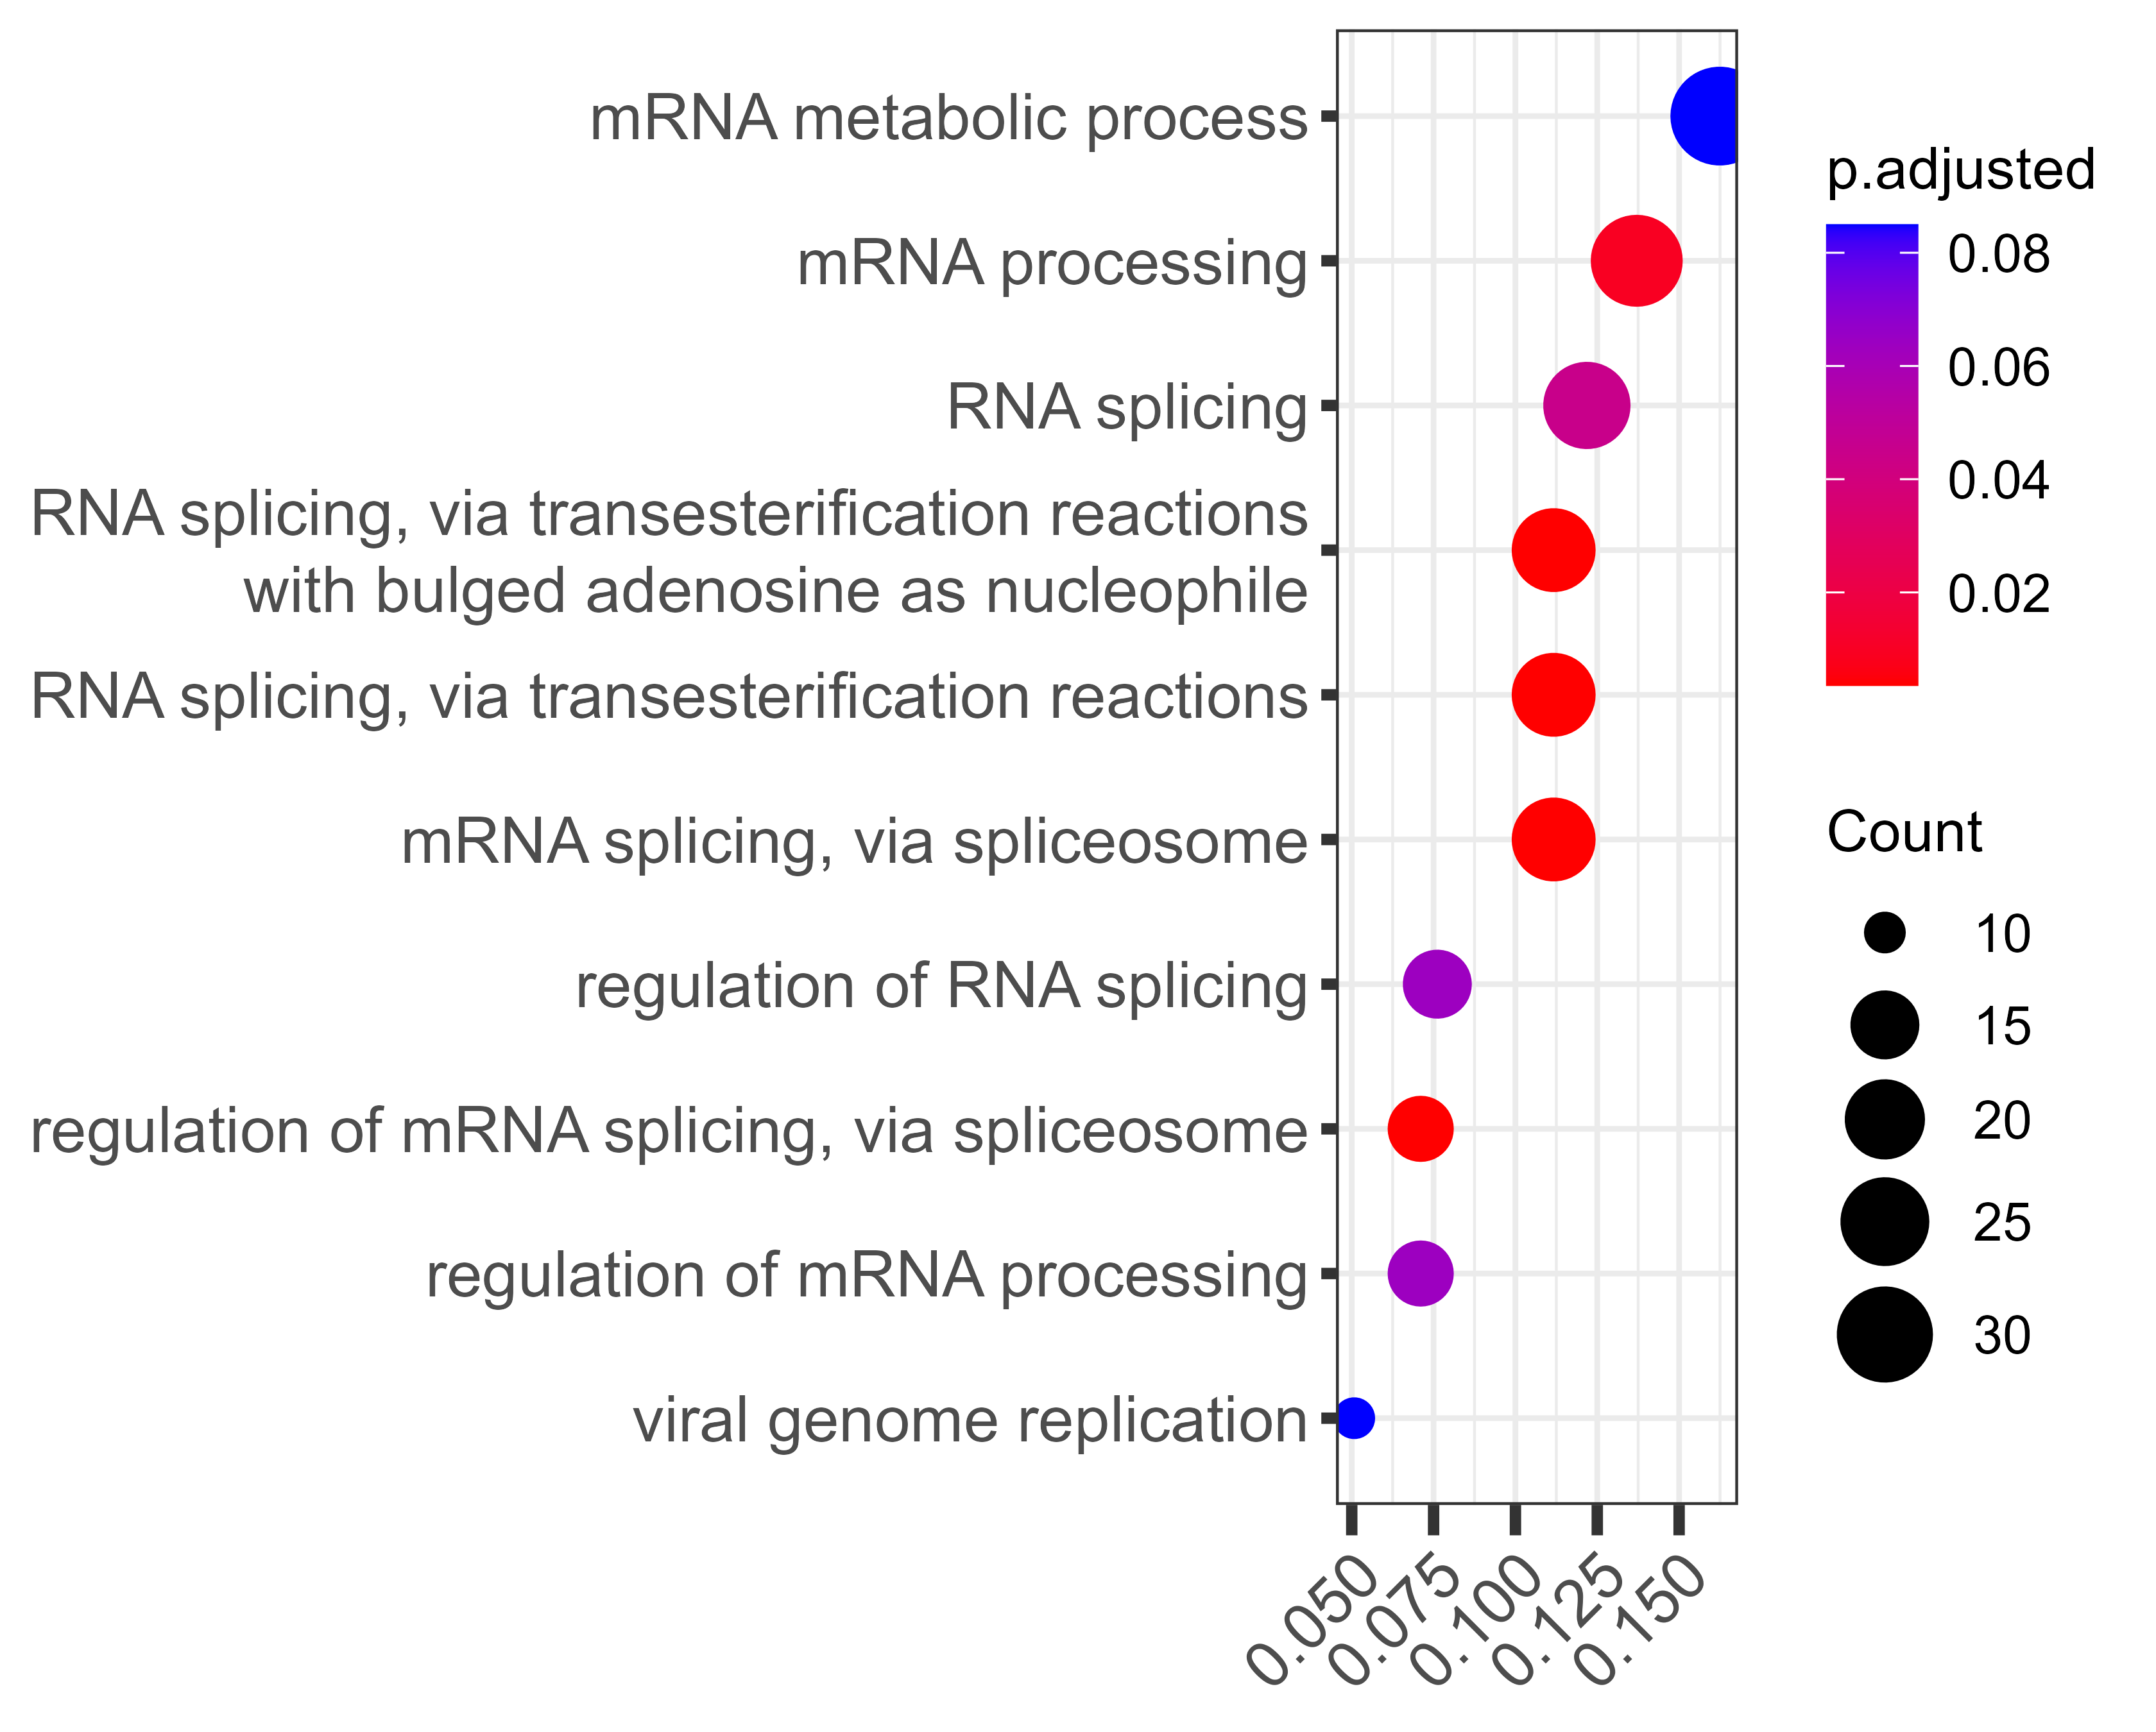 mRNA metabolic process
mRNA processing
RNA splicing
RNA splicing, via transesterification reactions
with bulged adenosine as nucleophile
RNA splicing, via transesterification reactions
mRNA splicing, via spliceosome
regulation of RNA splicing
regulation of mRNA splicing, via spliceosome
regulation of mRNA processing
viral genome replication
0.050
0.075
0.100
0.125
0.150
p.adjusted
0.08
0.06
0.04
0.02
Count
10
15
20
25
30